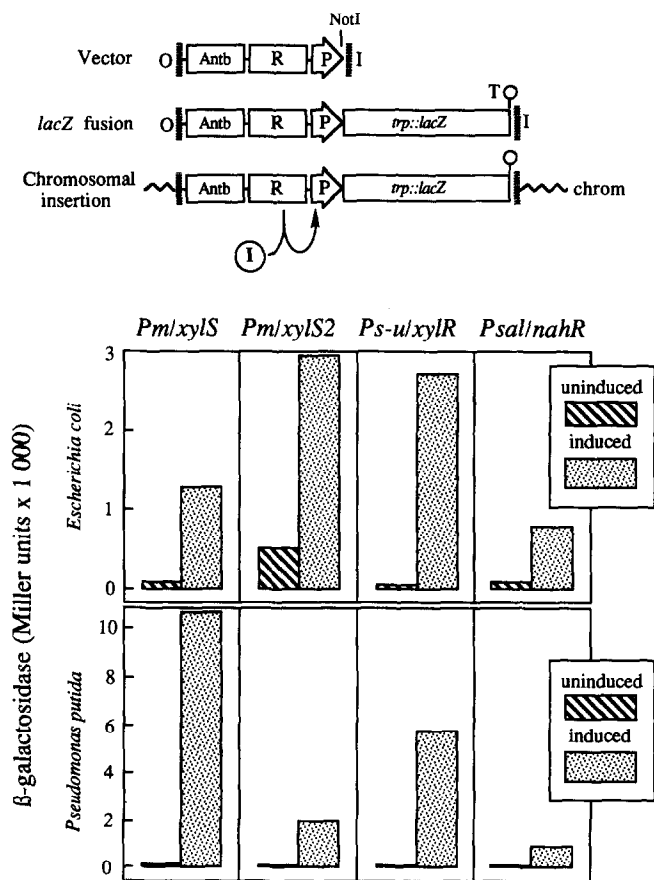 NotI
Vector O Antb R P I
T
lacZ fusion O Antb R P trp::lacZ I
Chromosomal insertion Antb R P trp::lacZ chrom
I
Pm/xylS Pm/xylS2 Ps-u/xylR Psal/nahR
ß-galactosidase (Miller units x 1 000)
Escherichia coli
3
2
1
0
uninduced
induced
Pseudomonas putida
10
8
6
4
2
0
uninduced
induced